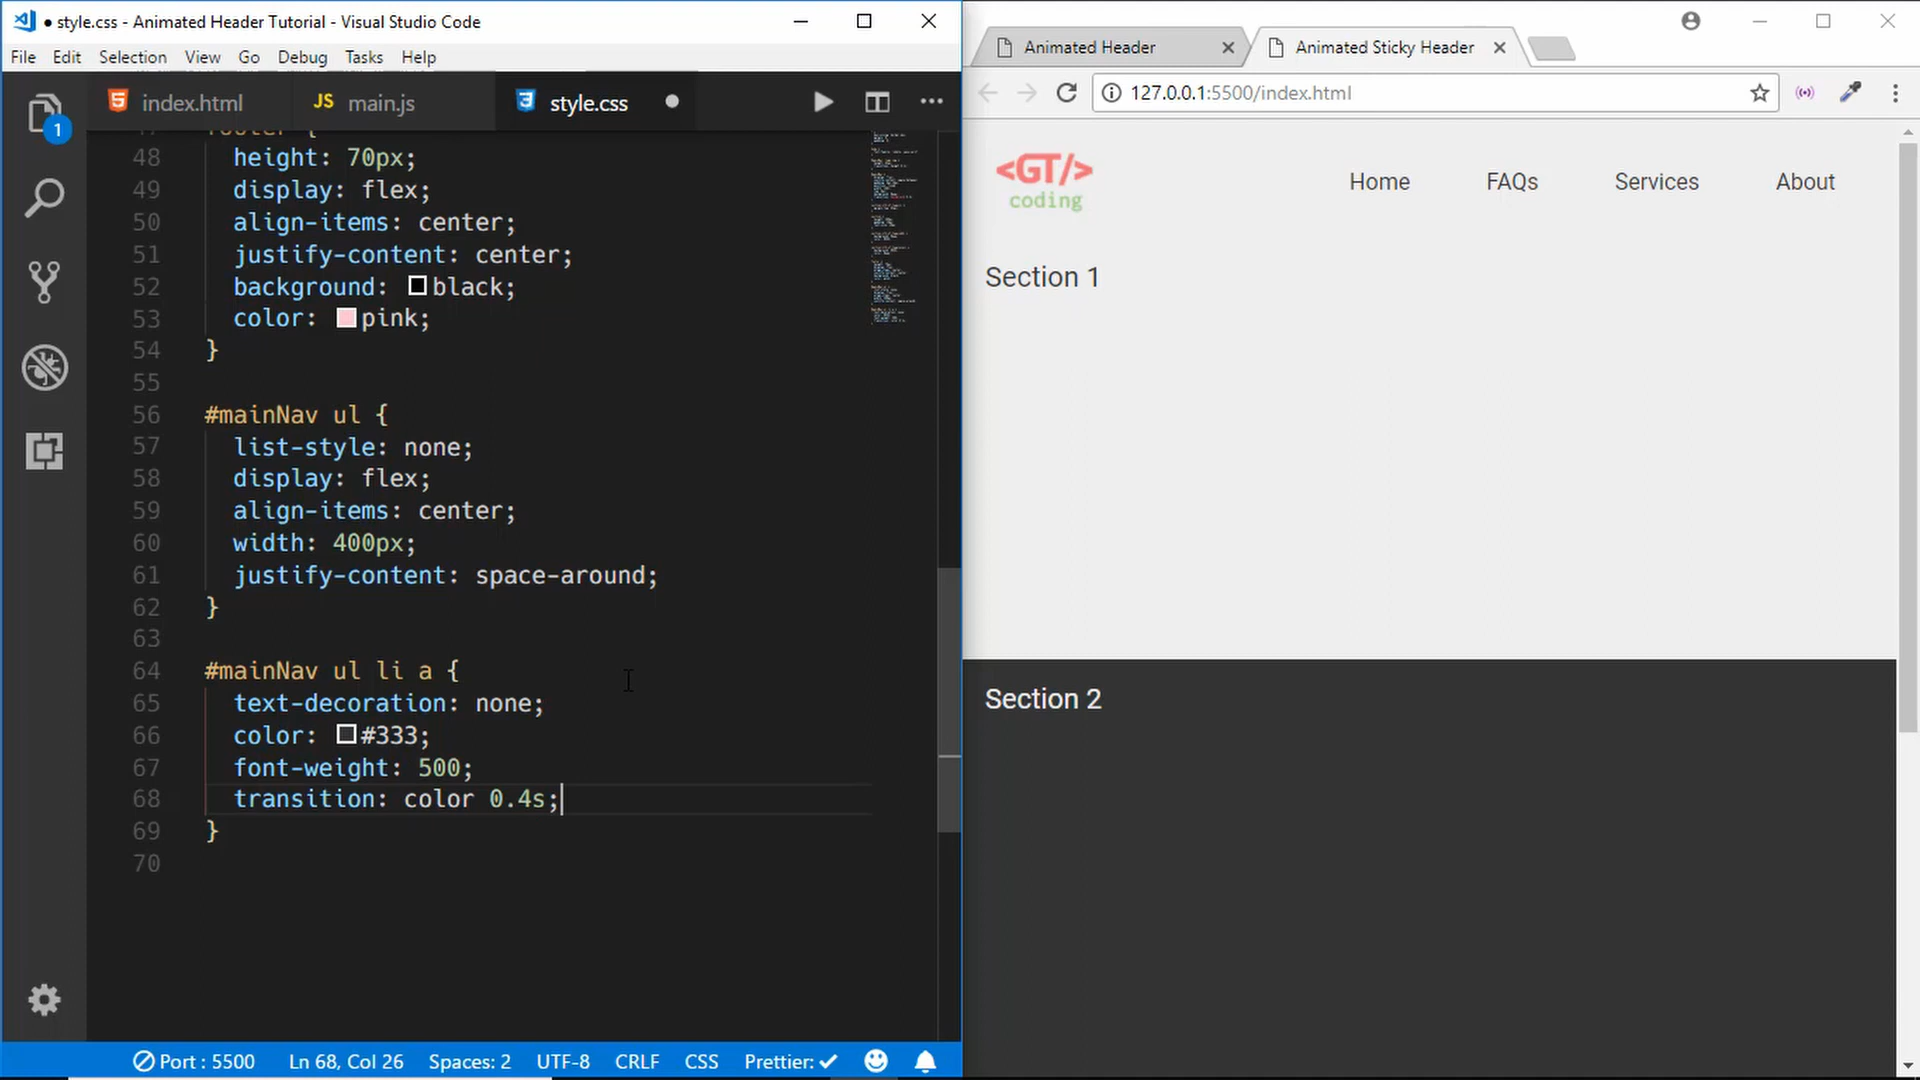 ● style.css - Animated Header Tutorial - Visual Studio Code
File Edit Selection View Go Debug Tasks Help
1
index.html
JS main.js
style.css ●
footer {
48 height: 70px;
49 display: flex;
50 align-items: center;
51 justify-content: center;
52 background: black;
53 color: pink;
54 }
55
56 #mainNav ul {
57 list-style: none;
58 display: flex;
59 align-items: center;
60 width: 400px;
61 justify-content: space-around;
62 }
63
64 #mainNav ul li a {
65 text-decoration: none;
66 color: #333;
67 font-weight: 500;
68 transition: color 0.4s;
69 }
70
Port : 5500 Ln 68, Col 26 Spaces: 2 UTF-8 CRLF CSS Prettier: ✓
Animated Header
Animated Sticky Header
127.0.0.1:5500/index.html
<GT/>
coding
Home FAQs Services About
Section 1
Section 2